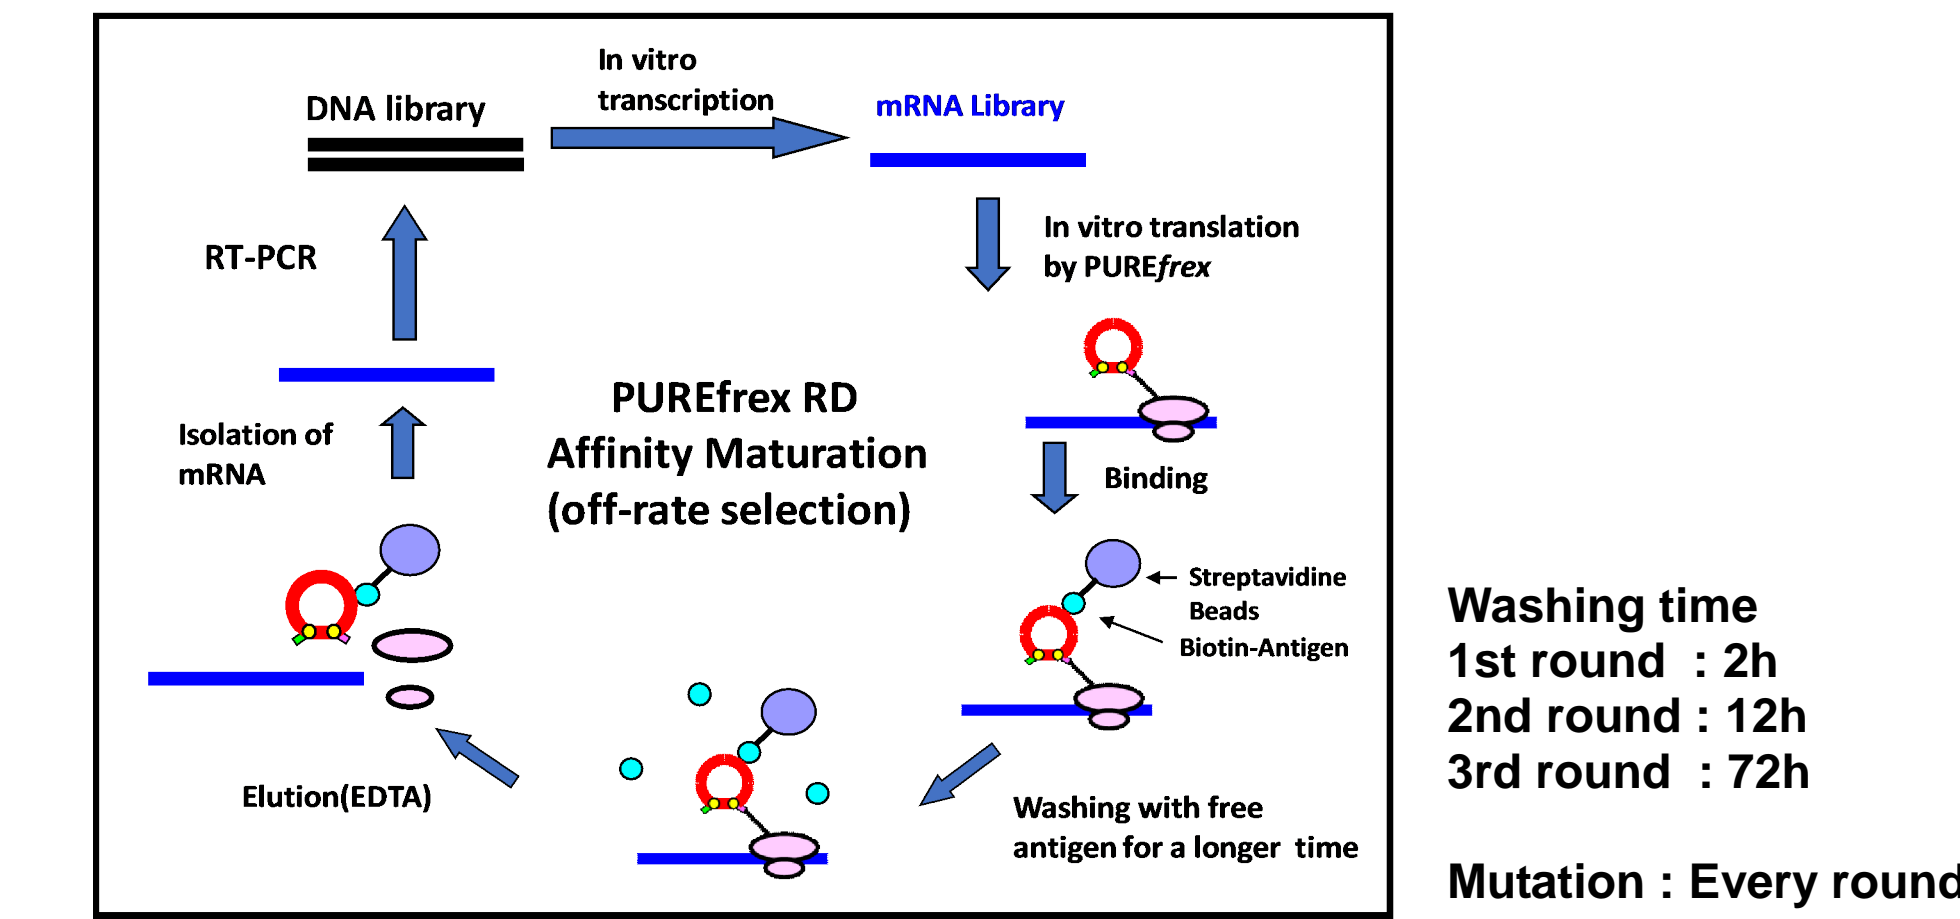 In vitro
transcription
DNA library
mRNA Library
RT-PCR
In vitro translation
by PUREfrex
PUREfrex RD
Affinity Maturation
(off-rate selection)
Isolation of
mRNA
Binding
Streptavidine
Beads
Biotin-Antigen
Elution(EDTA)
Washing with free
antigen for a longer time
Washing time
1st round : 2h
2nd round : 12h
3rd round : 72h
Mutation : Every round